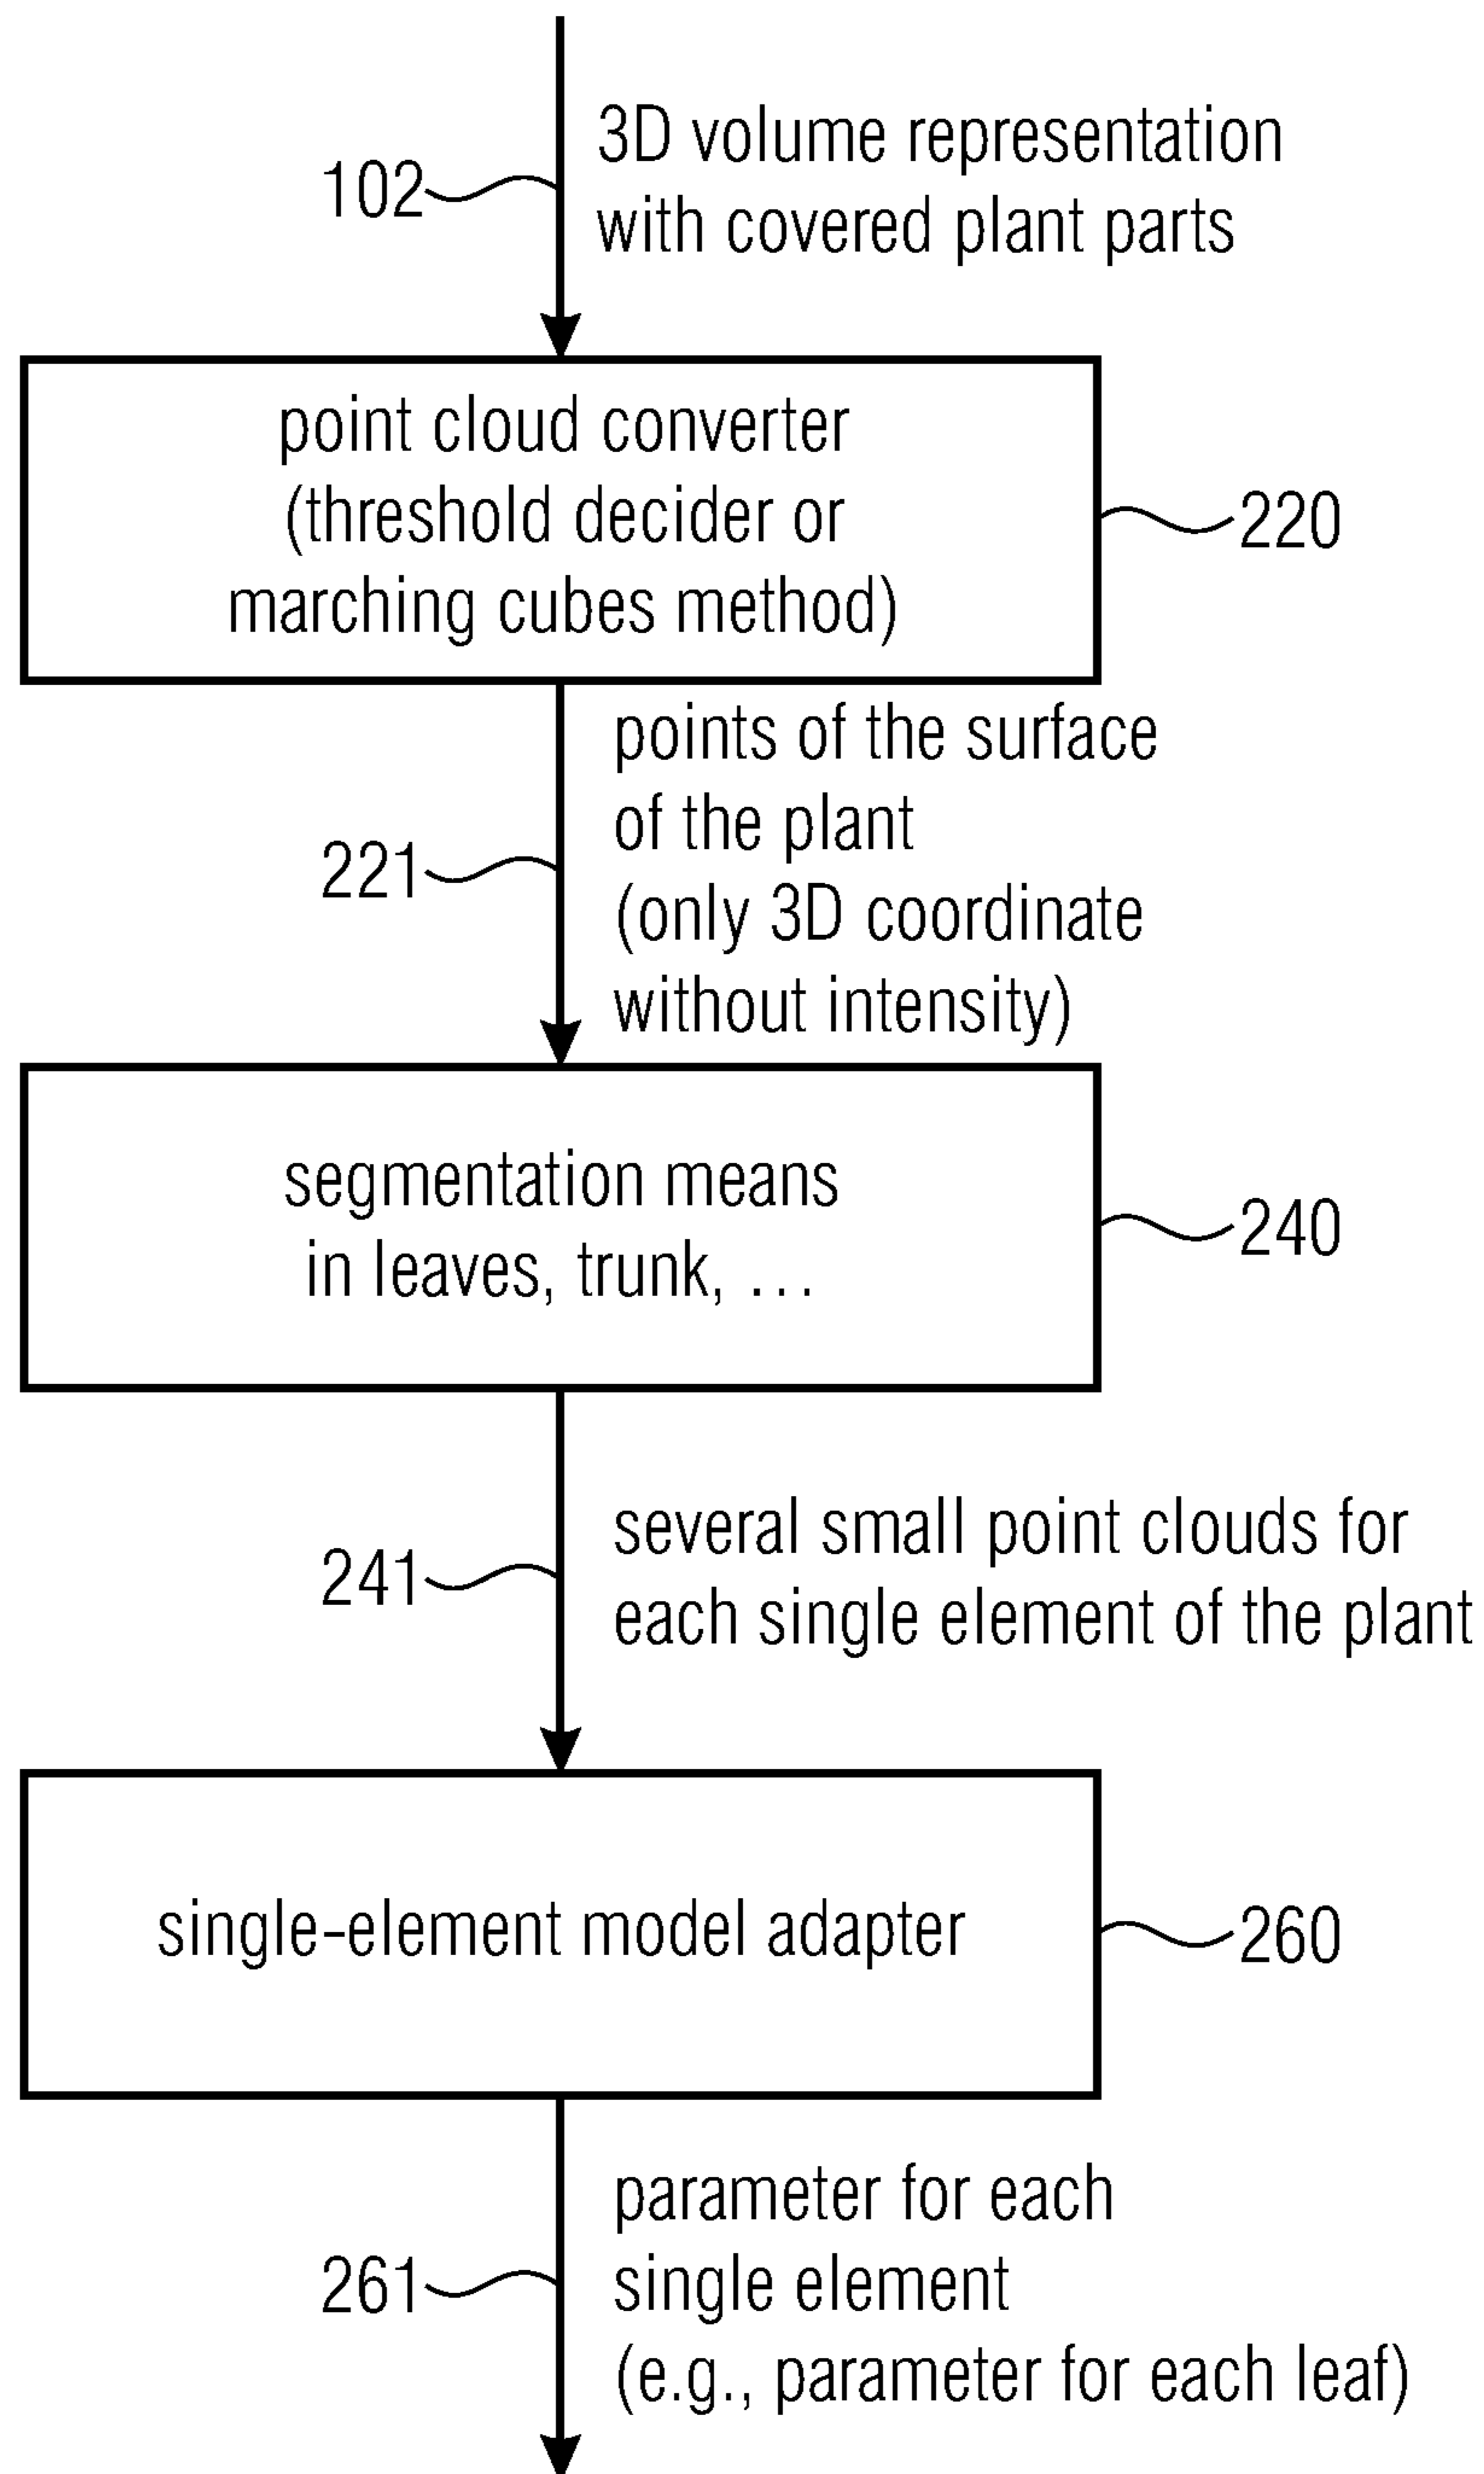 3D volume representation
with covered plant parts
102
point cloud converter
(threshold decider or
marching cubes method)
220
points of the surface
of the plant
(only 3D coordinate
without intensity)
221
segmentation means
in leaves, trunk, ...
240
several small point clouds for
each single element of the plant
241
single-element model adapter
260
parameter for each
single element
(e.g., parameter for each leaf)
261